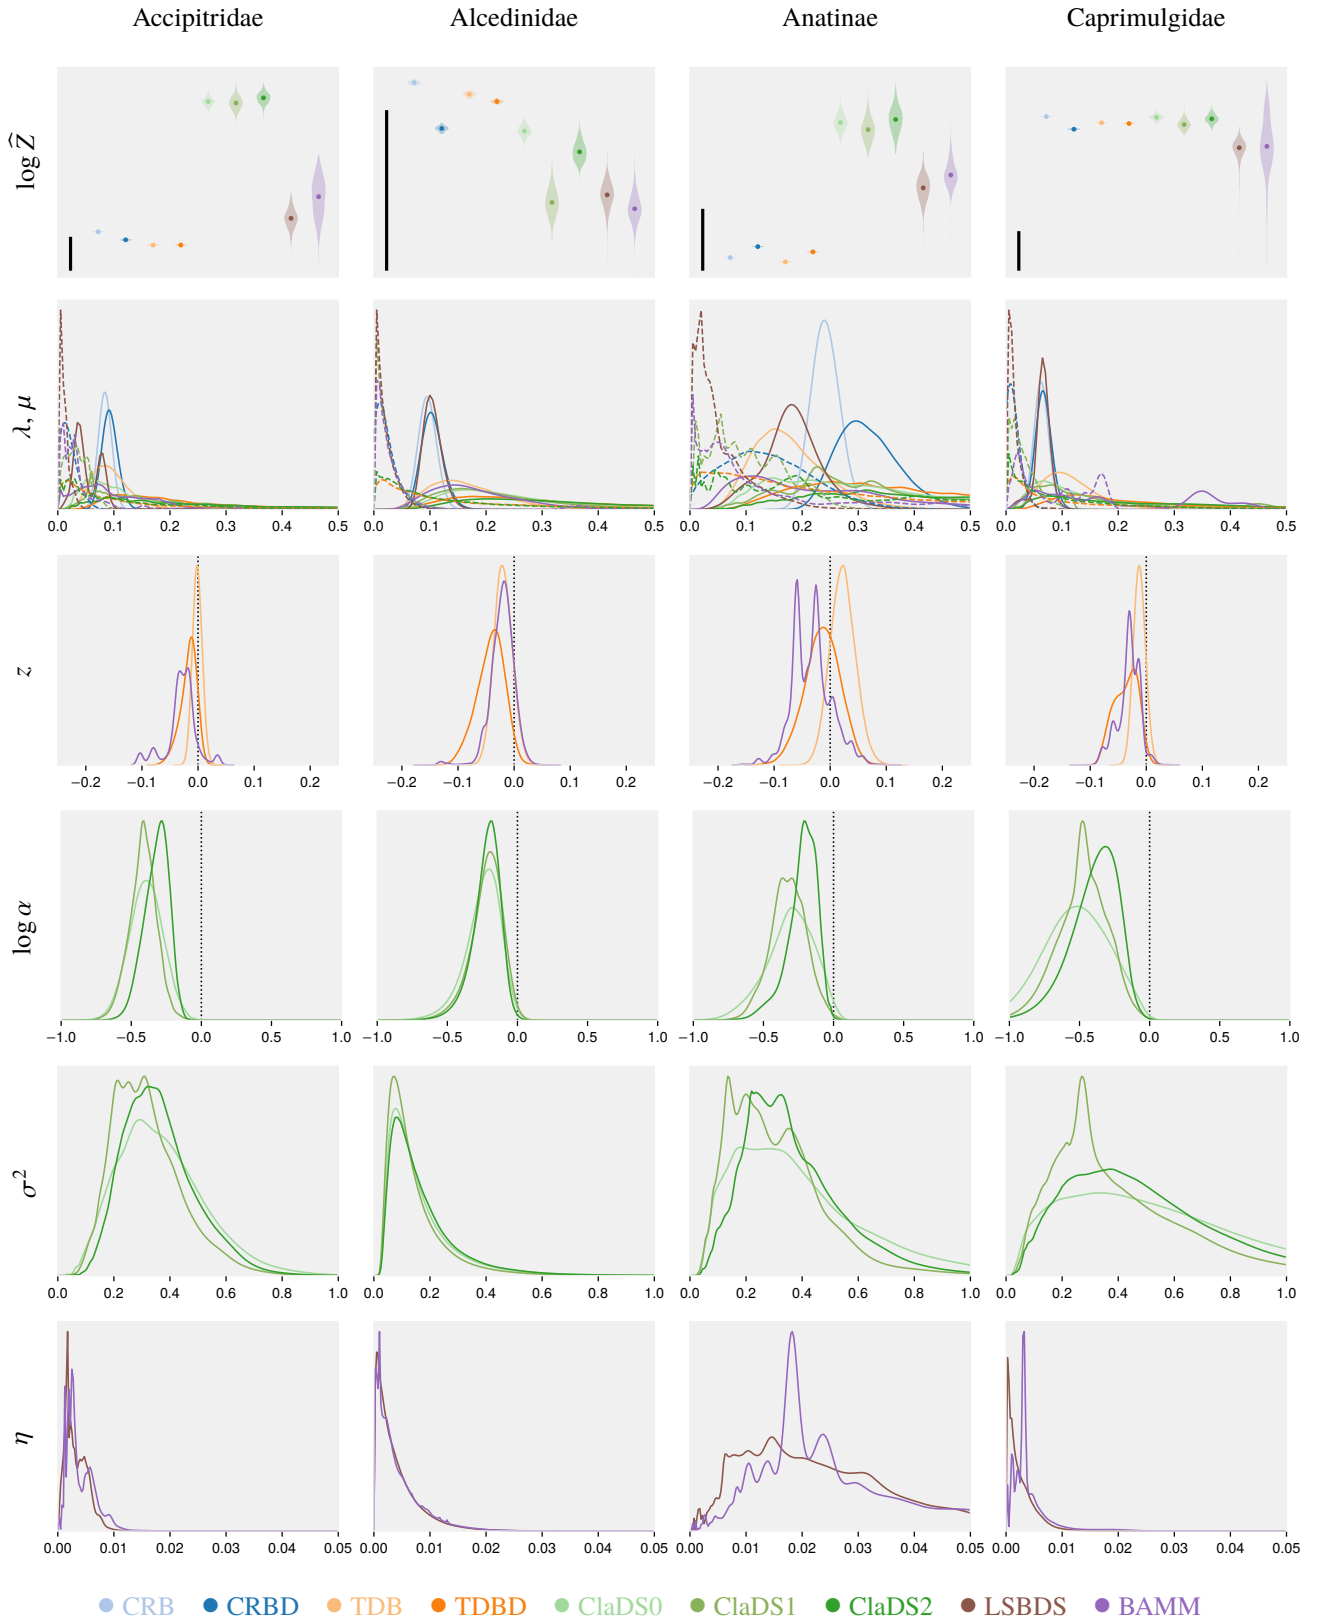 Accipitridae Alcedinidae Anatinae Caprimulgidae
log Ẑ
λ, μ
0.0 0.1 0.2 0.3 0.4 0.5 0.0 0.1 0.2 0.3 0.4 0.5 0.0 0.1 0.2 0.3 0.4 0.5 0.0 0.1 0.2 0.3 0.4 0.5
z
−0.2 −0.1 0.0 0.1 0.2 −0.2 −0.1 0.0 0.1 0.2 −0.2 −0.1 0.0 0.1 0.2 −0.2 −0.1 0.0 0.1 0.2
log α
−1.0 −0.5 0.0 0.5 1.0 −1.0 −0.5 0.0 0.5 1.0 −1.0 −0.5 0.0 0.5 1.0 −1.0 −0.5 0.0 0.5 1.0
σ²
0.0 0.2 0.4 0.6 0.8 1.0 0.0 0.2 0.4 0.6 0.8 1.0 0.0 0.2 0.4 0.6 0.8 1.0 0.0 0.2 0.4 0.6 0.8 1.0
η
0.00 0.01 0.02 0.03 0.04 0.05 0.00 0.01 0.02 0.03 0.04 0.05 0.00 0.01 0.02 0.03 0.04 0.05 0.00 0.01 0.02 0.03 0.04 0.05
CRB CRBD TDB TDBD ClaDS0 ClaDS1 ClaDS2 LSBDS BAMM